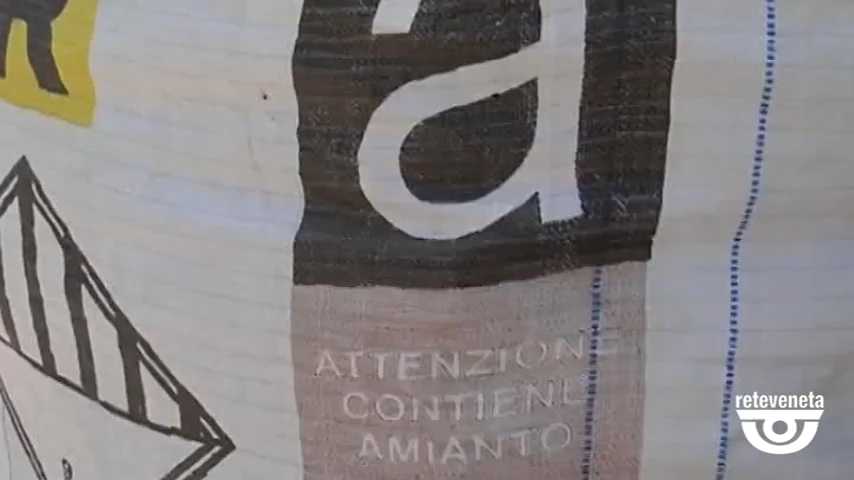 R
a
ATTENZIONE
CONTIENE
AMIANTO
reteveneta